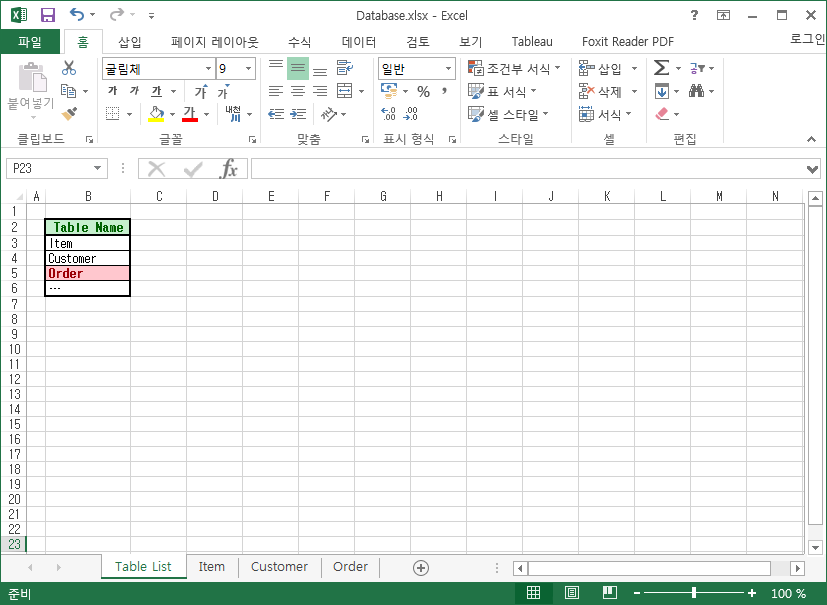 Database.xlsx - Excel
?
파일 홈 삽입 페이지 레이아웃 수식 데이터 검토 보기 Tableau Foxit Reader PDF 로그인
붙여넣기
굴림체 9
가 가 가 가 가
내천
일반
% ,
조건부 서식
표 서식
셀 스타일
삽입
삭제
서식
클립보드 글꼴 맞춤 표시 형식 스타일 셀 편집
P23 fx
A B C D E F G H I J K L M N
1
2 Table Name
3 Item
4 Customer
5 Order
6 ...
7
8
9
10
11
12
13
14
15
16
17
18
19
20
21
22
23
Table List Item Customer Order
준비 100 %